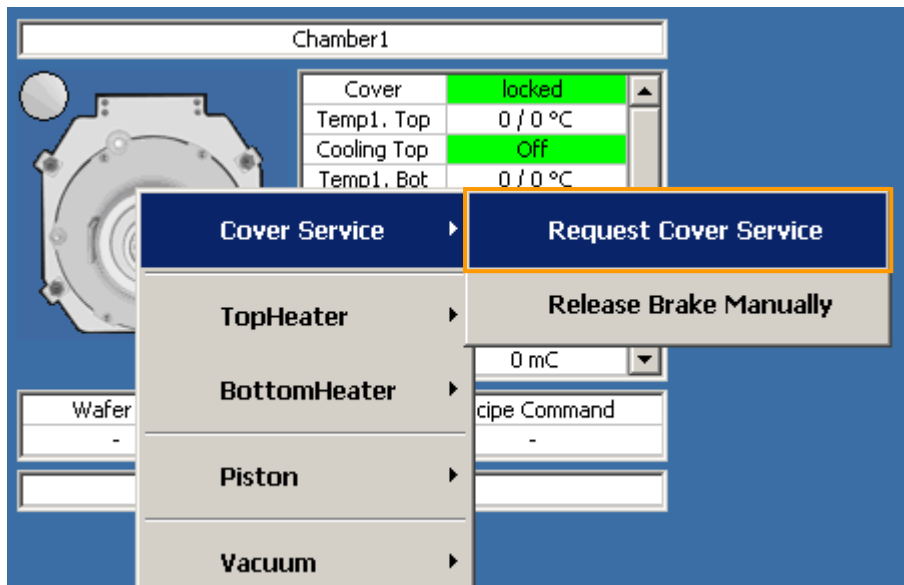 Chamber1
Cover locked
Temp1. Top 0 / 0 °C
Cooling Top Off
Temp1. Bot 0 / 0 °C
Cover Service Request Cover Service
Release Brake Manually
TopHeater
0 mC
BottomHeater
Wafer cipe Command
- -
Piston
Vacuum